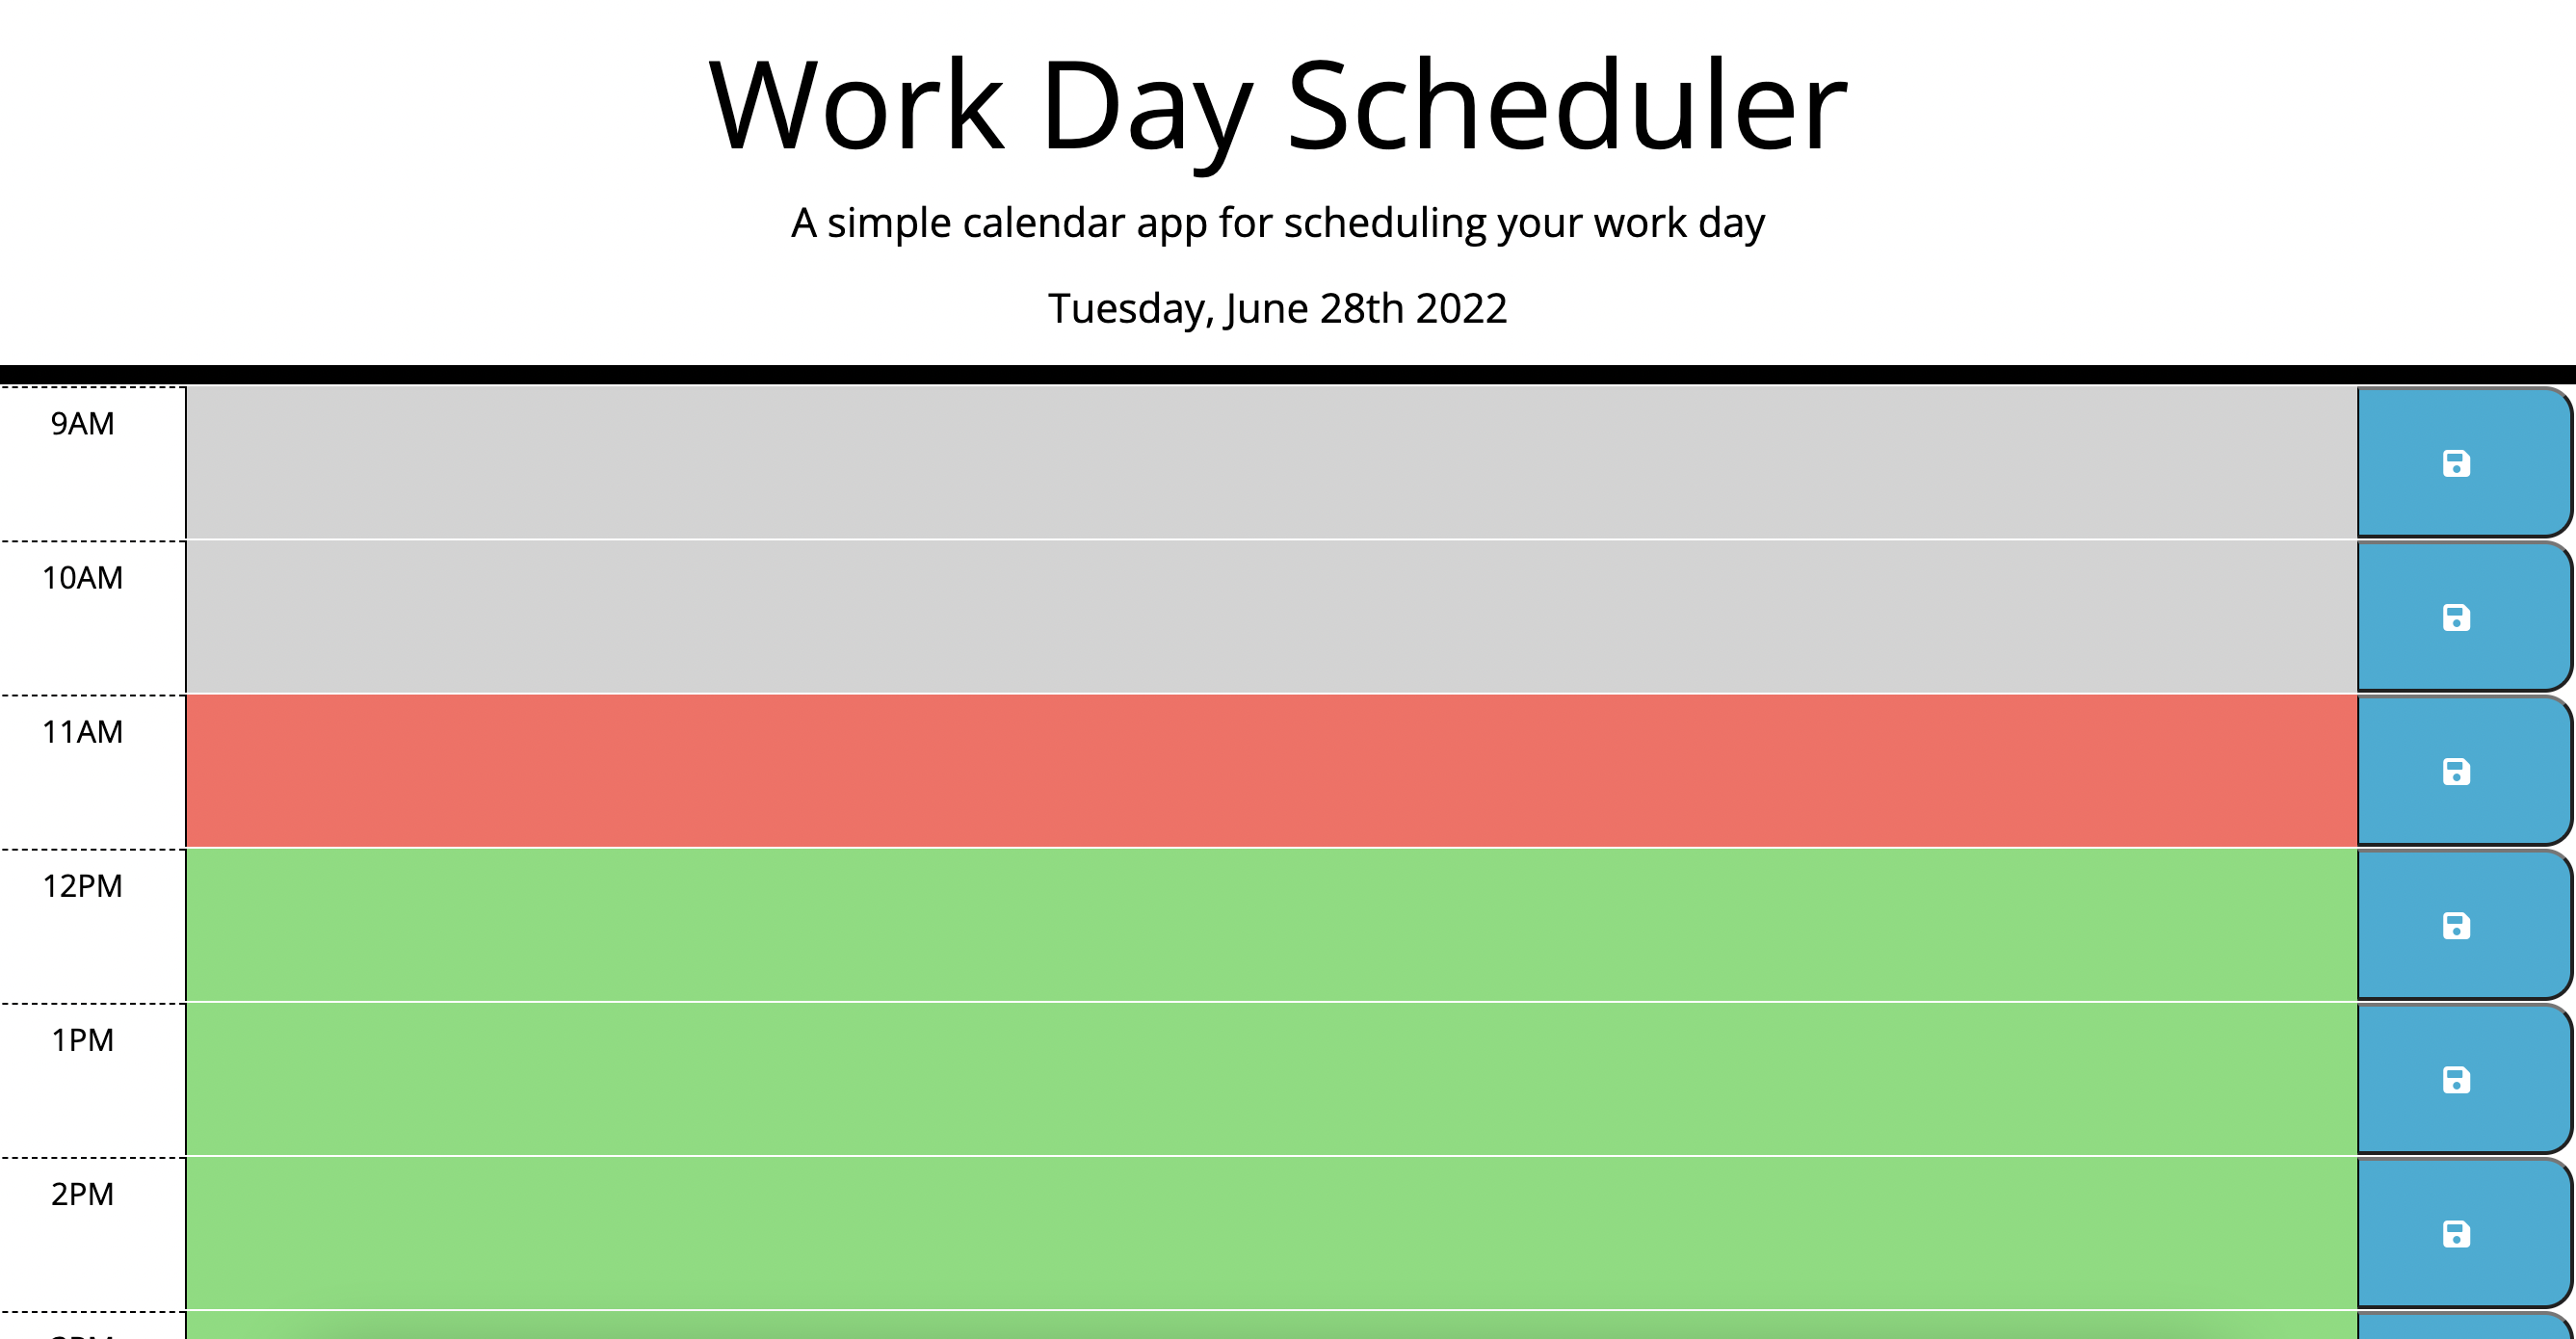 Work Day Scheduler
A simple calendar app for scheduling your work day
Tuesday, June 28th 2022
9AM
10AM
11AM
12PM
1PM
2PM